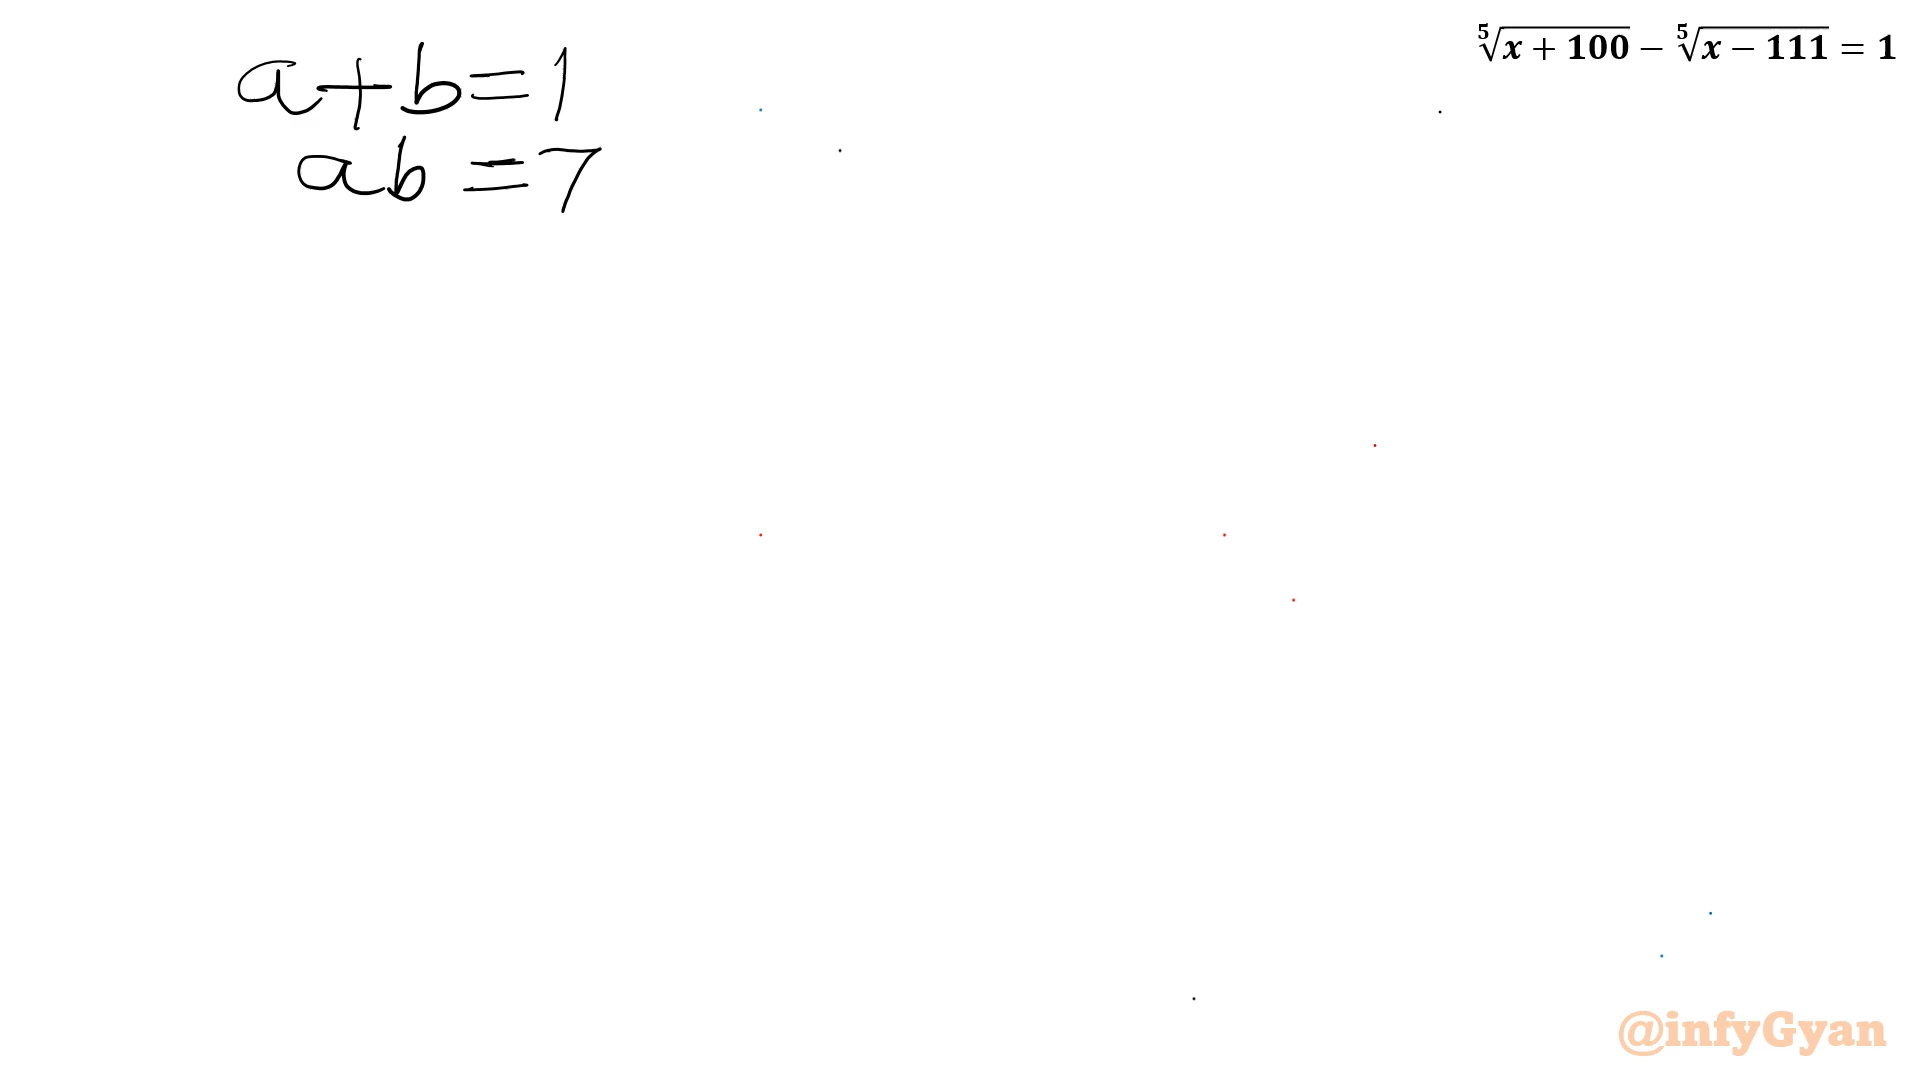 a+b=1
ab=7
⁵√(x + 100) − ⁵√(x − 111) = 1
@infyGyan